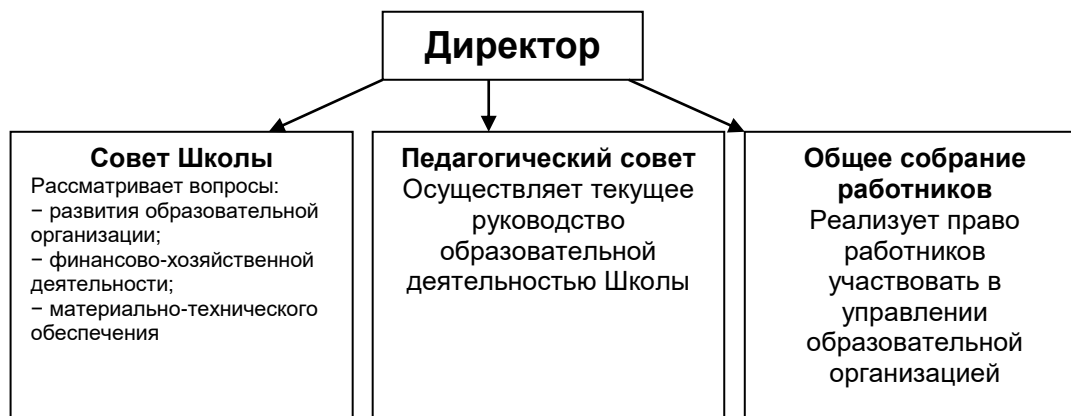 Директор
Совет Школы
Рассматривает вопросы:
− развития образовательной
организации;
− финансово-хозяйственной
деятельности;
− материально-технического
обеспечения
Педагогический совет
Осуществляет текущее
руководство
образовательной
деятельностью Школы
Общее собрание
работников
Реализует право
работников
участвовать в
управлении
образовательной
организацией